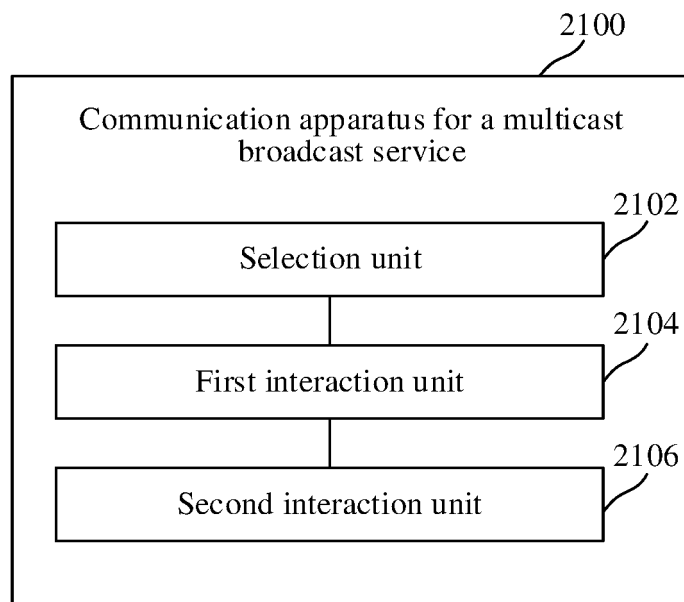 2100
Communication apparatus for a multicast
broadcast service
2102
Selection unit
2104
First interaction unit
2106
Second interaction unit